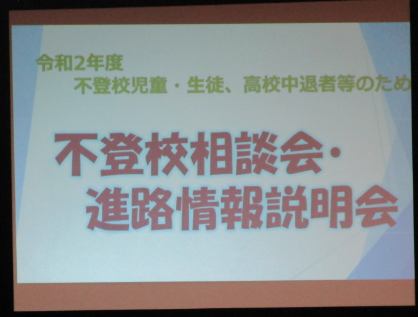 令和2年度
不登校児童・生徒、高校中退者等のため
不登校相談会・
進路情報説明会